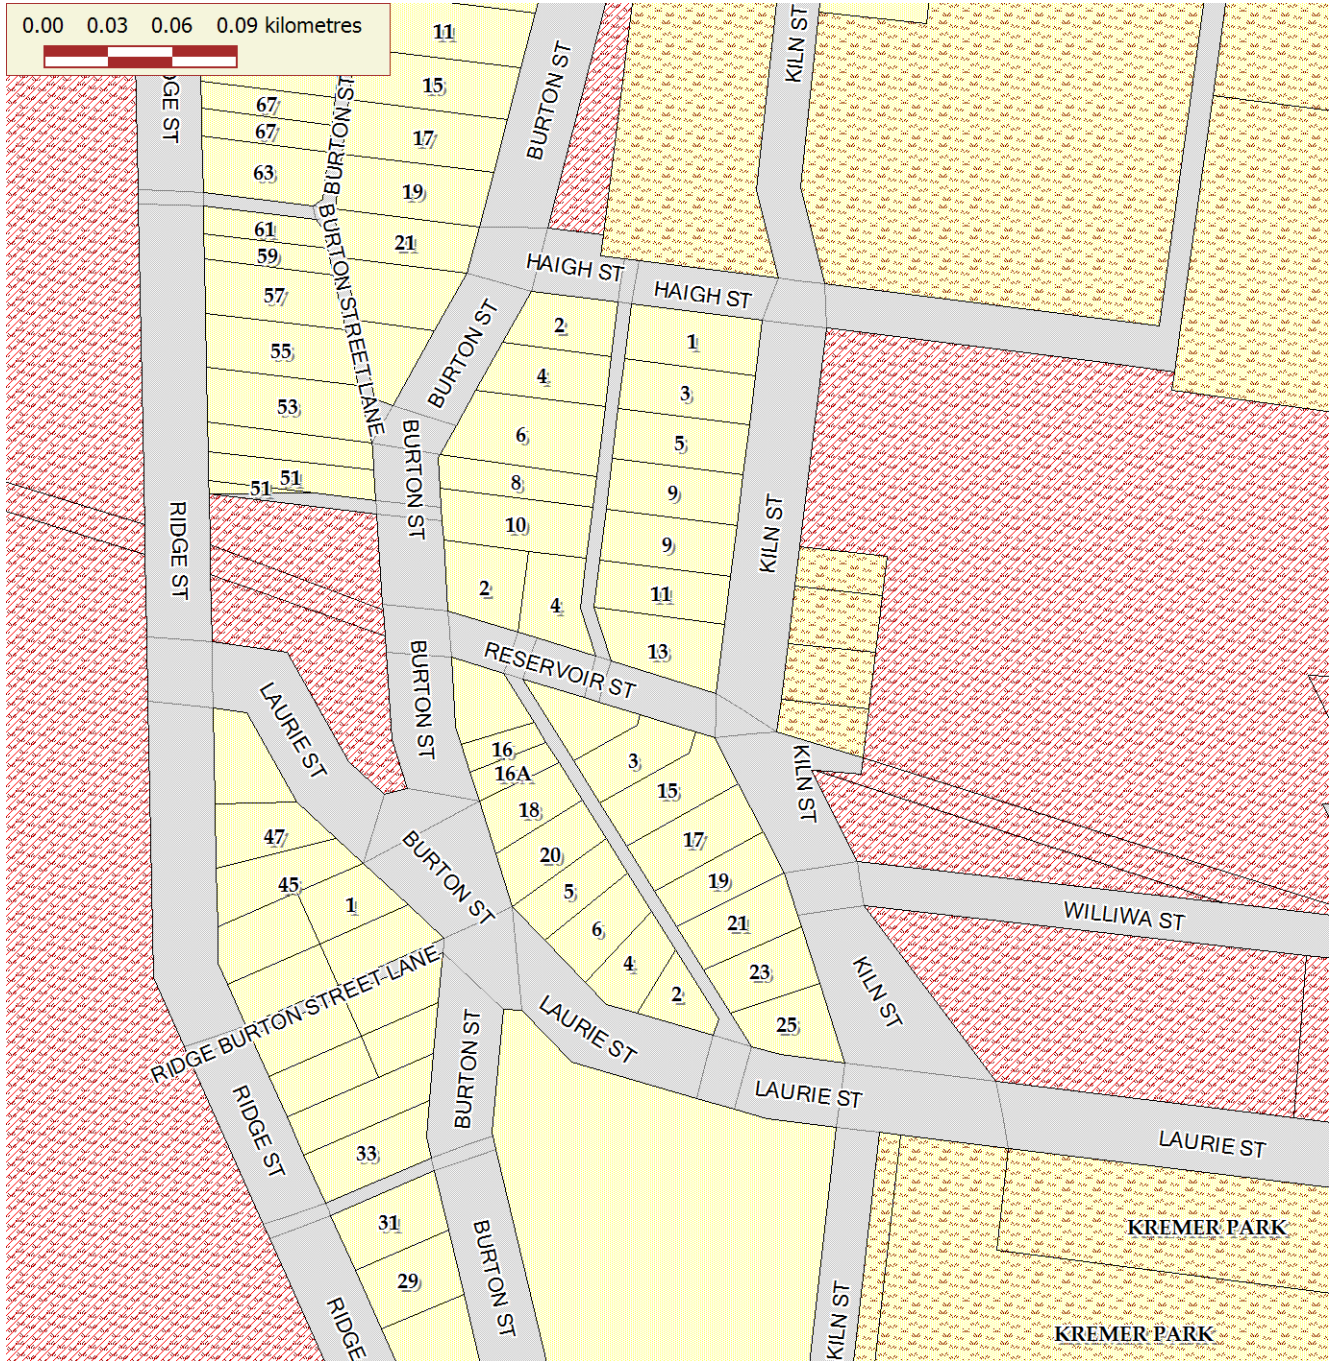 0.00 0.03 0.06 0.09 kilometres
11
KILN ST
15
BURTON ST
DGE ST
67
BURTON ST
67
17
63
19
61
21
59
BURTON STREET LANE
HAIGH ST
HAIGH ST
57
2
1
55
BURTON ST
4
3
53
6
5
51
51
8
9
BURTON ST
10
RIDGE ST
9
KILN ST
2
4
11
13
RESERVOIR ST
BURTON ST
LAURIE ST
16
16A
3
15
KILN ST
18
47
17
20
BURTON ST
45
5
19
1
6
21
WILLIWA ST
4
23
KILN ST
2
25
RIDGE BURTON STREET LANE
LAURIE ST
BURTON ST
LAURIE ST
RIDGE ST
LAURIE ST
33
31
KREMER PARK
29
BURTON ST
RIDGE
KILN ST
KREMER PARK